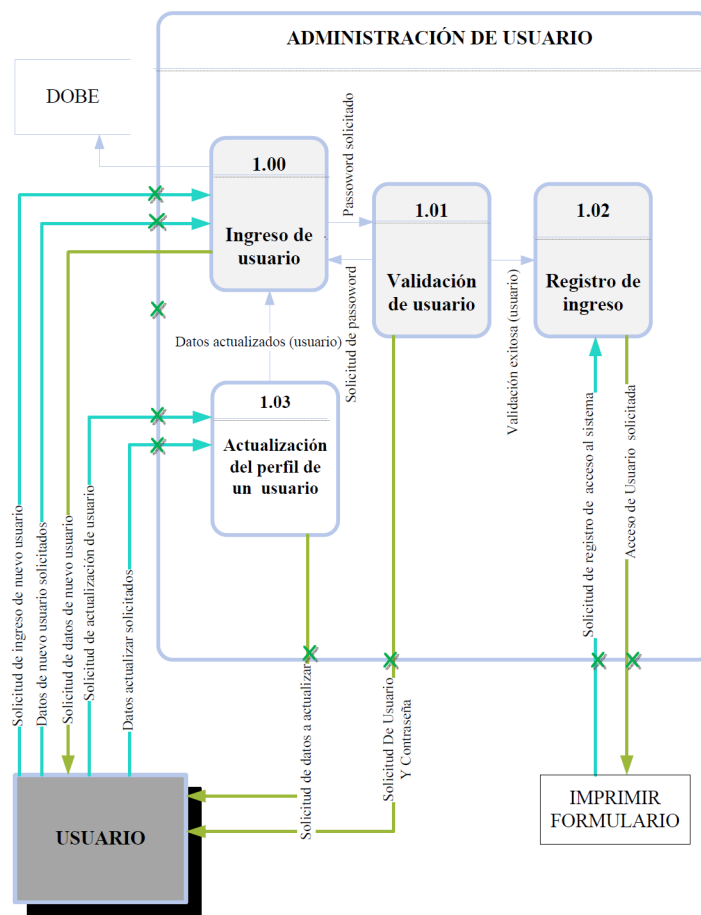 ADMINISTRACIÓN DE USUARIO
DOBE
1.00
Ingreso de
usuario
Passoword solicitado
Solicitud de passoword
1.01
Validación
de usuario
1.02
Registro de
ingreso
Validación exitosa (usuario)
Datos actualizados (usuario)
1.03
Actualización
del perfil de
un usuario
Solicitud de ingreso de nuevo usuario
Datos de nuevo usuario solicitados
Solicitud de datos de nuevo usuario
Solicitud de actualización de usuario
Datos actualizar solicitados
Solicitud de datos a actualizar
Solicitud De Usuario
Y Contraseña
Solicitud de registro de acceso al sistema
Acceso de Usuario solicitada
USUARIO
IMPRIMIR
FORMULARIO